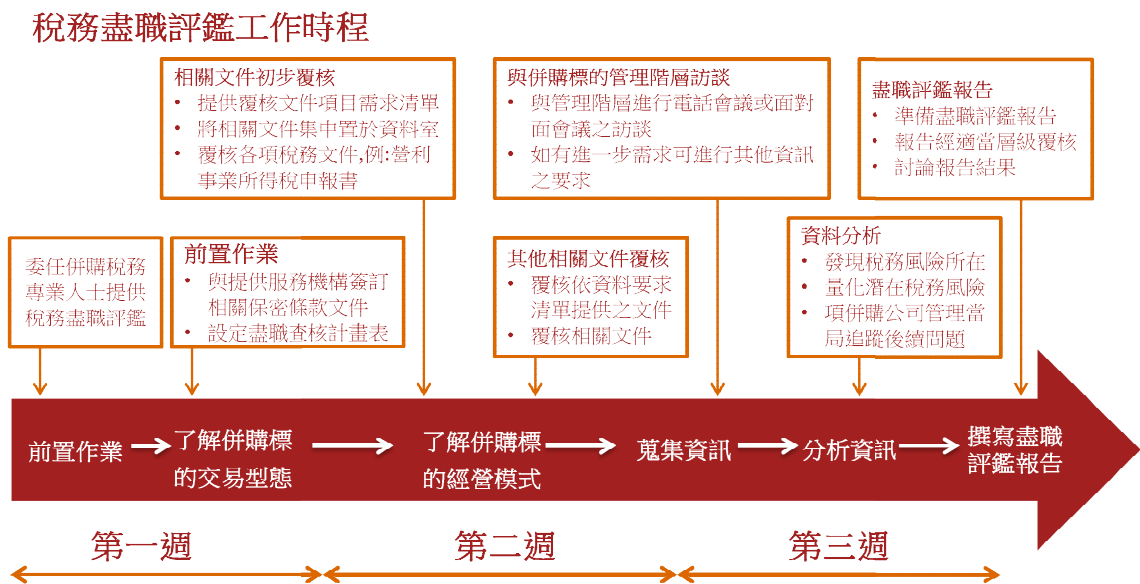 稅務盡職評鑑工作時程
相關文件初步覆核
• 提供覆核文件項目需求清單
• 將相關文件集中置於資料室
• 覆核各項稅務文件,例:營利
事業所得稅申報書
與併購標的管理階層訪談
• 與管理階層進行電話會議或面對
面會議之訪談
• 如有進一步需求可進行其他資訊
之要求
盡職評鑑報告
• 準備盡職評鑑報告
• 報告經適當層級覆核
• 討論報告結果
委任併購稅務
專業人士提供
稅務盡職評鑑
前置作業
• 與提供服務機構簽訂
相關保密條款文件
• 設定盡職查核計畫表
其他相關文件覆核
• 覆核依資料要求
清單提供之文件
• 覆核相關文件
資料分析
• 發現稅務風險所在
• 量化潛在稅務風險
• 項併購公司管理當
局追蹤後續問題
前置作業
了解併購標
的交易型態
了解併購標
的經營模式
蒐集資訊
分析資訊
撰寫盡職
評鑑報告
第一週
第二週
第三週